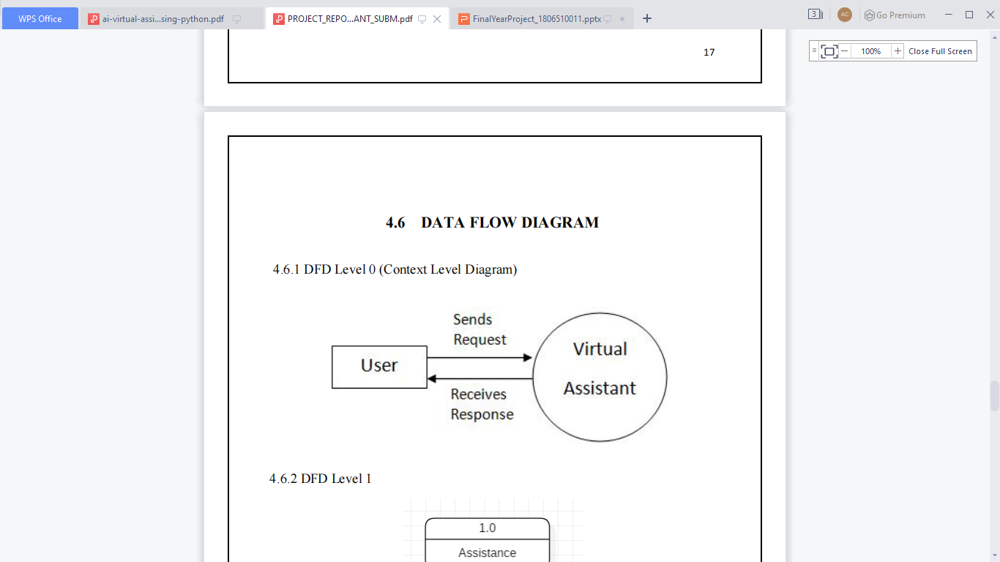 WPS Office
ai-virtual-assi...sing-python.pdf
PROJECT_REPO...ANT_SUBM.pdf
FinalYearProject_1806510011.pptx
3
AC
Go Premium
100%
Close Full Screen
17
4.6 DATA FLOW DIAGRAM
4.6.1 DFD Level 0 (Context Level Diagram)
Sends
Request
User
Virtual
Assistant
Receives
Response
4.6.2 DFD Level 1
1.0
Assistance